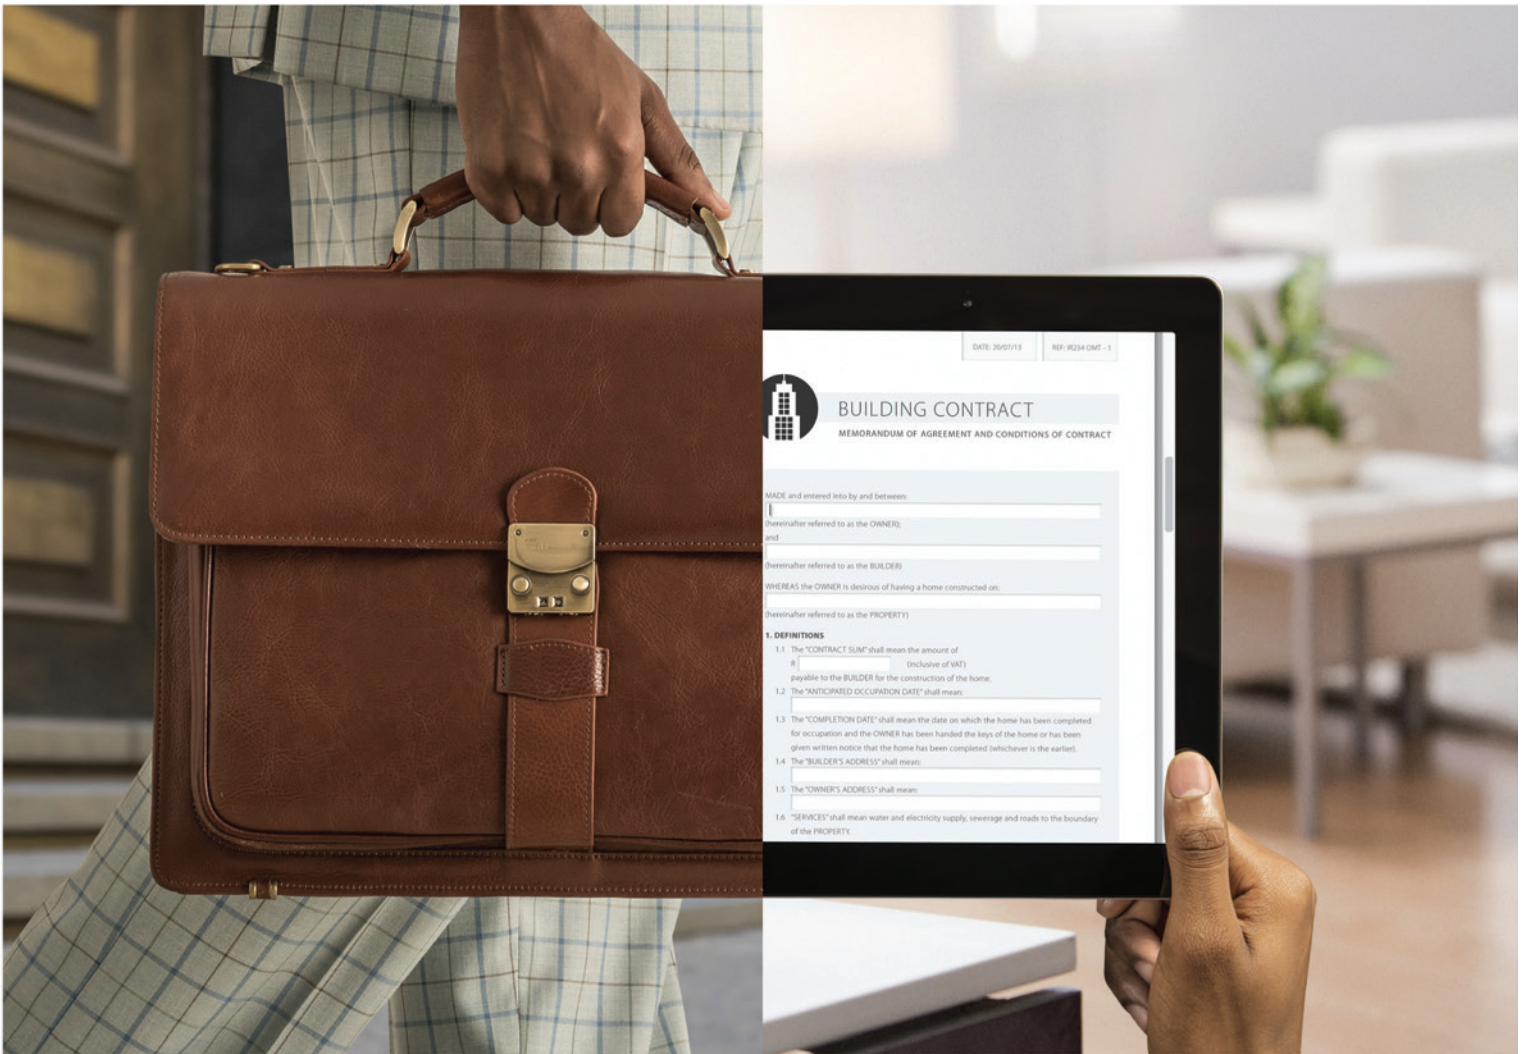 DATE: 20/07/13
REF: IR234 OMT – 1
BUILDING CONTRACT
MEMORANDUM OF AGREEMENT AND CONDITIONS OF CONTRACT
MADE and entered into by and between:
(hereinafter referred to as the OWNER);
and
(hereinafter referred to as the BUILDER)
WHEREAS the OWNER is desirous of having a home constructed on:
(hereinafter referred to as the PROPERTY)
1. DEFINITIONS
1.1 The "CONTRACT SUM" shall mean the amount of
R (inclusive of VAT)
payable to the BUILDER for the construction of the home.
1.2 The "ANTICIPATED OCCUPATION DATE" shall mean:
1.3 The "COMPLETION DATE" shall mean the date on which the home has been completed
for occupation and the OWNER has been handed the keys of the home or has been
given written notice that the home has been completed (whichever is the earlier).
1.4 The "BUILDER'S ADDRESS" shall mean:
1.5 The "OWNER'S ADDRESS" shall mean:
1.6 "SERVICES" shall mean water and electricity supply, sewerage and roads to the boundary
of the PROPERTY.